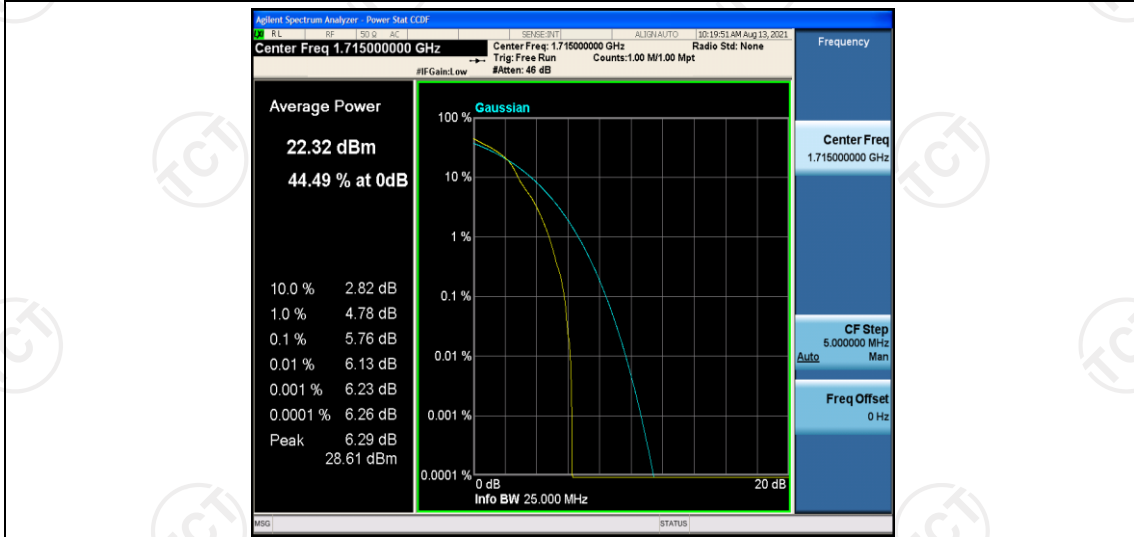 Agilent Spectrum Analyzer - Power Stat CCDF
LXI RL RF 50 Ω AC SENSE:INT ALIGN AUTO 10:19:51 AM Aug 13, 2021
Center Freq 1.715000000 GHz
Center Freq: 1.715000000 GHz Radio Std: None
Trig: Free Run Counts:1.00 M/1.00 Mpt
#IFGain:Low #Atten: 46 dB
Frequency
Average Power
22.32 dBm
44.49 % at 0dB
10.0 % 2.82 dB
1.0 % 4.78 dB
0.1 % 5.76 dB
0.01 % 6.13 dB
0.001 % 6.23 dB
0.0001 % 6.26 dB
Peak 6.29 dB
28.61 dBm
Gaussian
100 %
10 %
1 %
0.1 %
0.01 %
0.001 %
0.0001 %
0 dB 20 dB
Info BW 25.000 MHz
Center Freq
1.715000000 GHz
CF Step
5.000000 MHz
Auto Man
Freq Offset
0 Hz
MSG STATUS
TCT
TCT
TCT
TCT
TCT
TCT